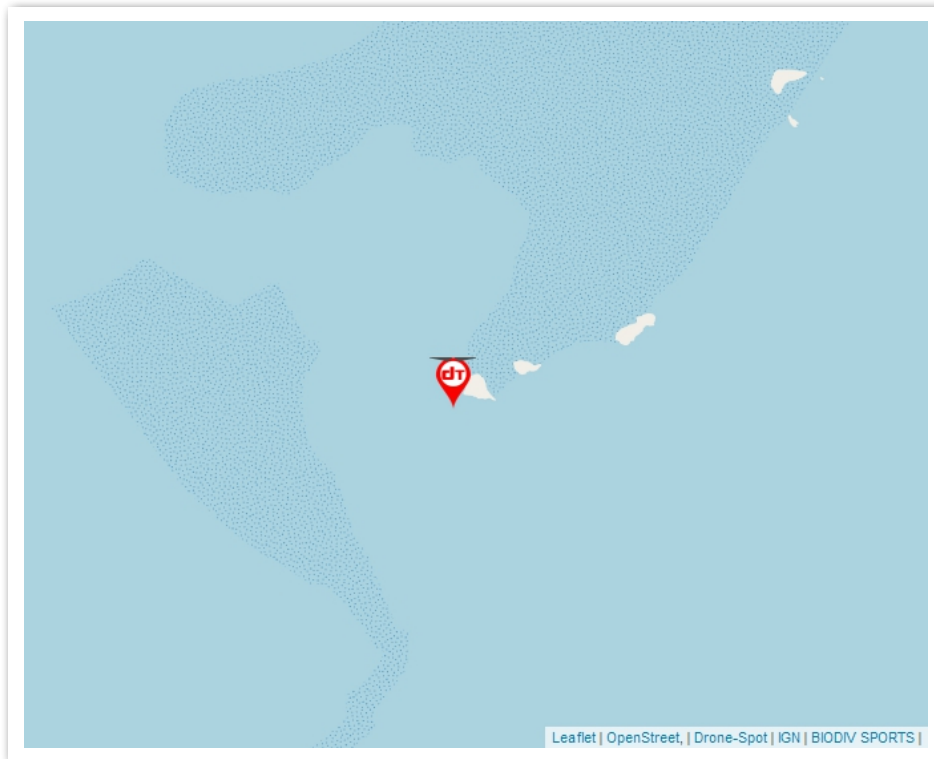 dT
Leaflet | OpenStreet, | Drone-Spot | IGN | BIODIV SPORTS |